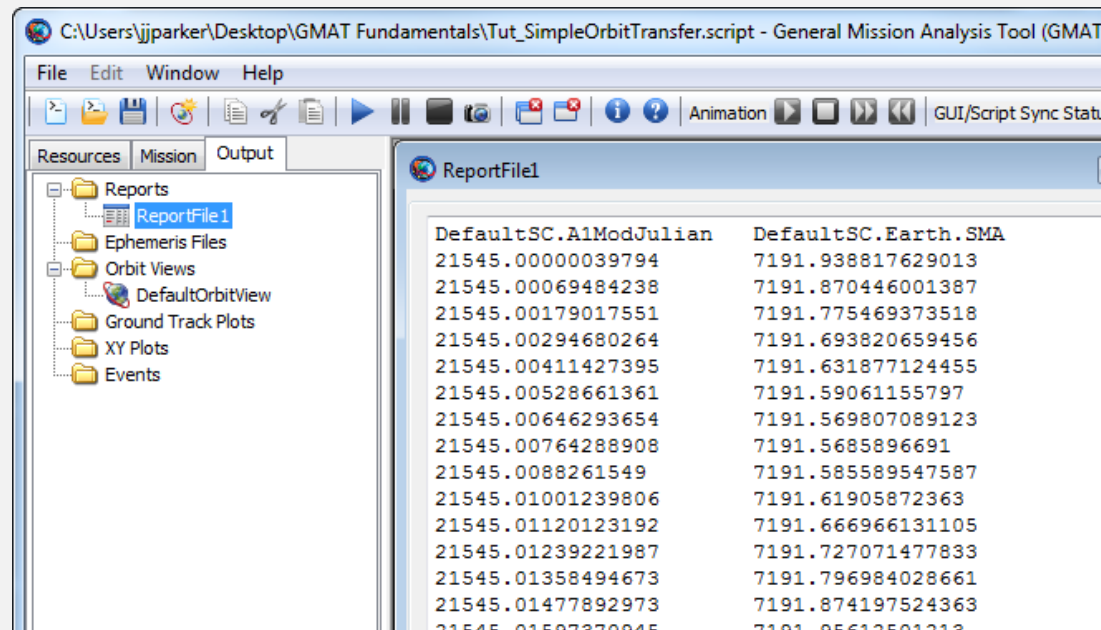 C:\Users\jjparker\Desktop\GMAT Fundamentals\Tut_SimpleOrbitTransfer.script - General Mission Analysis Tool (GMAT
File Edit Window Help
Animation GUI/Script Sync Statu
Resources Mission Output
Reports
ReportFile1
Ephemeris Files
Orbit Views
DefaultOrbitView
Ground Track Plots
XY Plots
Events
ReportFile1
DefaultSC.A1ModJulian DefaultSC.Earth.SMA
21545.00000039794 7191.938817629013
21545.00069484238 7191.870446001387
21545.00179017551 7191.775469373518
21545.00294680264 7191.693820659456
21545.00411427395 7191.631877124455
21545.00528661361 7191.59061155797
21545.00646293654 7191.569807089123
21545.00764288908 7191.5685896691
21545.0088261549 7191.585589547587
21545.01001239806 7191.61905872363
21545.01120123192 7191.666966131105
21545.01239221987 7191.727071477833
21545.01358494673 7191.796984028661
21545.01477892973 7191.874197524363